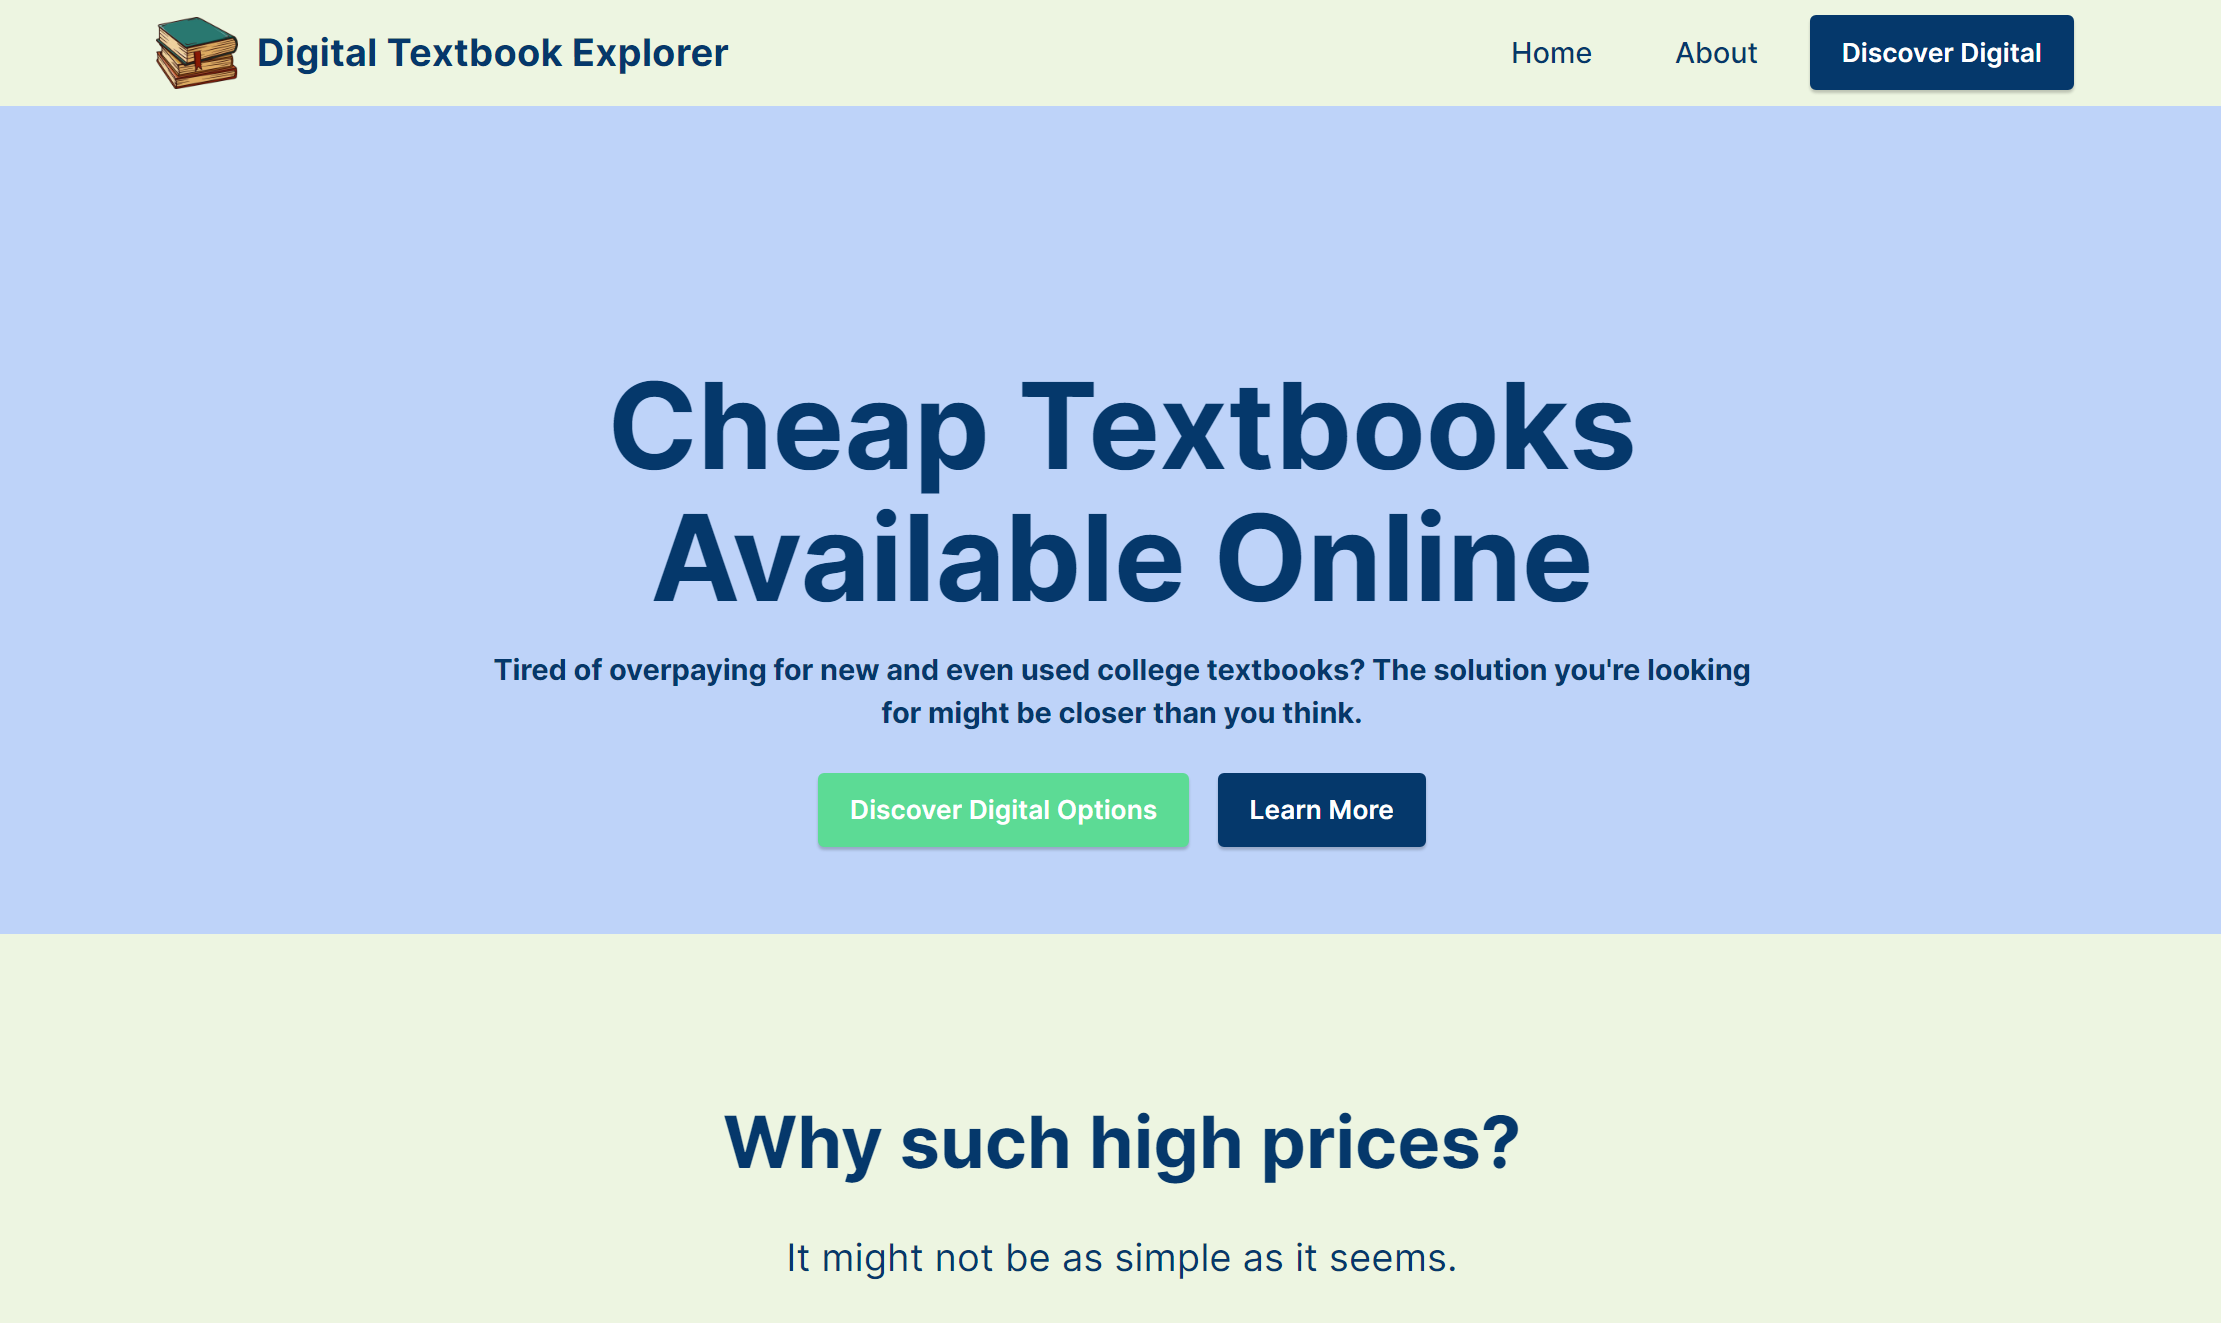 Digital Textbook Explorer
Home
About
Discover Digital
Cheap Textbooks
Available Online
Tired of overpaying for new and even used college textbooks? The solution you're looking
for might be closer than you think.
Discover Digital Options
Learn More
Why such high prices?
It might not be as simple as it seems.